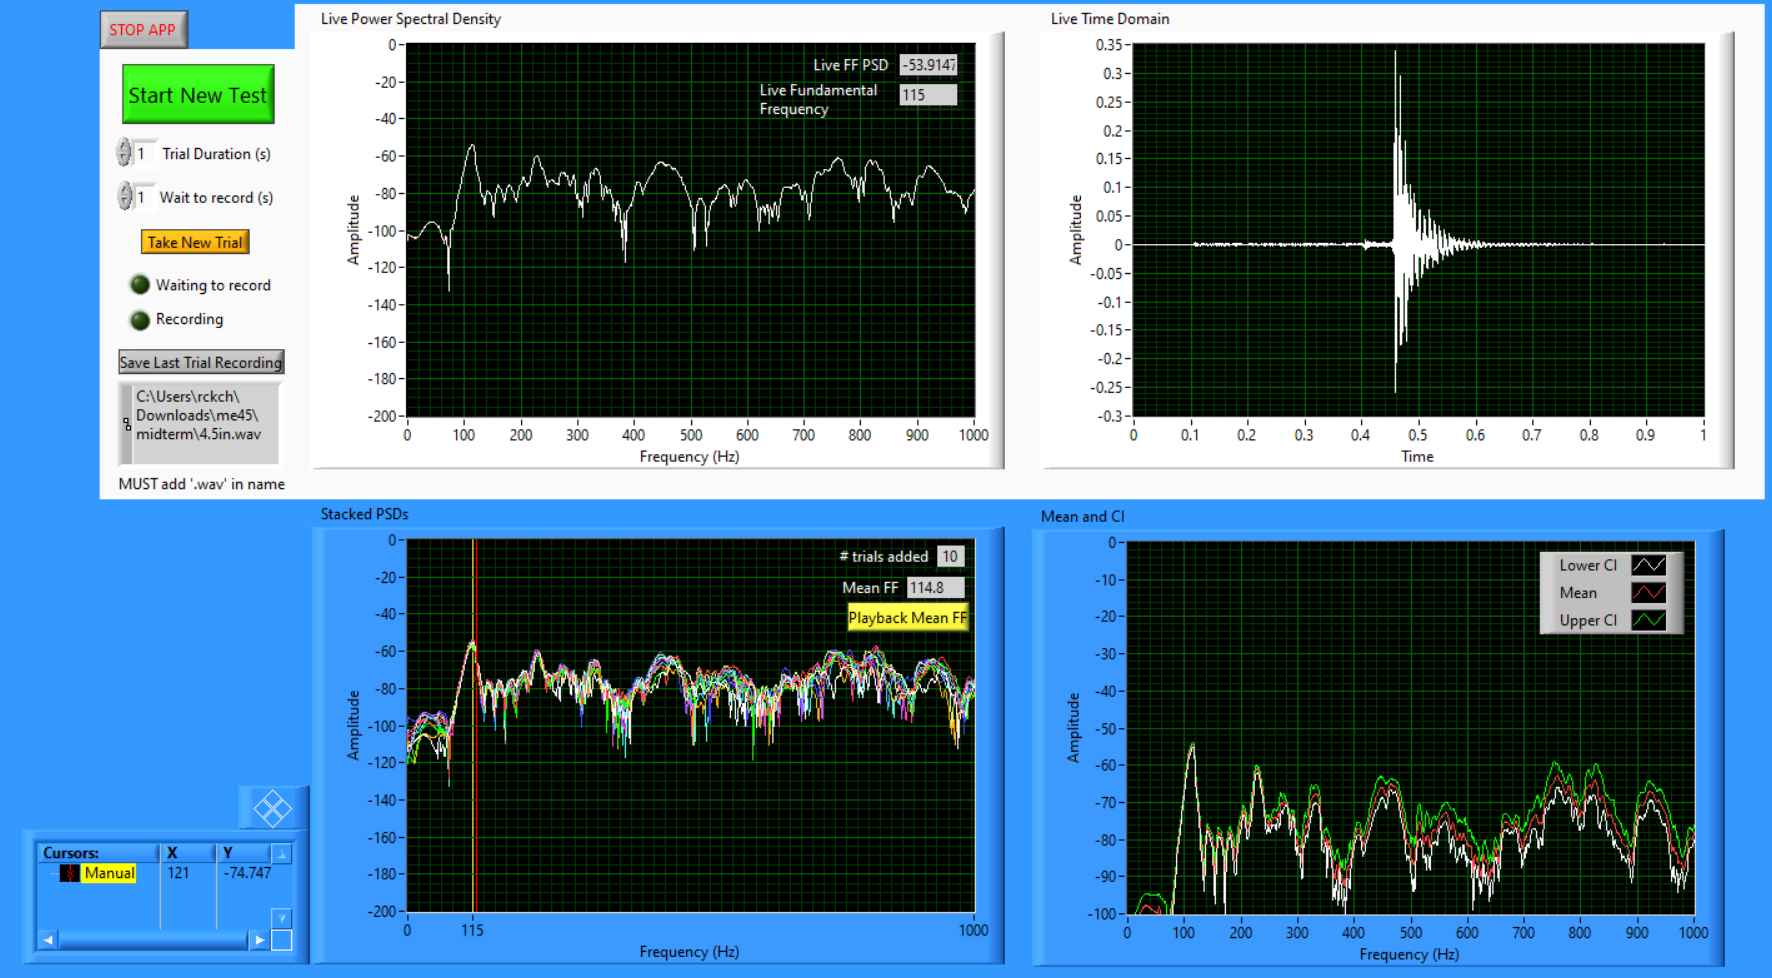 STOP APP
Start New Test
1 Trial Duration (s)
1 Wait to record (s)
Take New Trial
Waiting to record
Recording
Save Last Trial Recording
C:\Users\rckch\
Downloads\me45\
midterm\4.5in.wav
MUST add '.wav' in name
Live Power Spectral Density
Live FF PSD -53.9147
Live Fundamental
Frequency
115
Amplitude
0
-20
-40
-60
-80
-100
-120
-140
-160
-180
-200
0 100 200 300 400 500 600 700 800 900 1000
Frequency (Hz)
Live Time Domain
Amplitude
0.35
0.3
0.25
0.2
0.15
0.1
0.05
0
-0.05
-0.1
-0.15
-0.2
-0.25
-0.3
0 0.1 0.2 0.3 0.4 0.5 0.6 0.7 0.8 0.9 1
Time
Stacked PSDs
# trials added 10
Mean FF 114.8
Playback Mean FF
Amplitude
0
-20
-40
-60
-80
-100
-120
-140
-160
-180
-200
0 115 1000
Frequency (Hz)
Mean and CI
Lower CI
Mean
Upper CI
Amplitude
0
-10
-20
-30
-40
-50
-60
-70
-80
-90
-100
0 100 200 300 400 500 600 700 800 900 1000
Frequency (Hz)
Cursors: X Y
Manual 121 -74.747